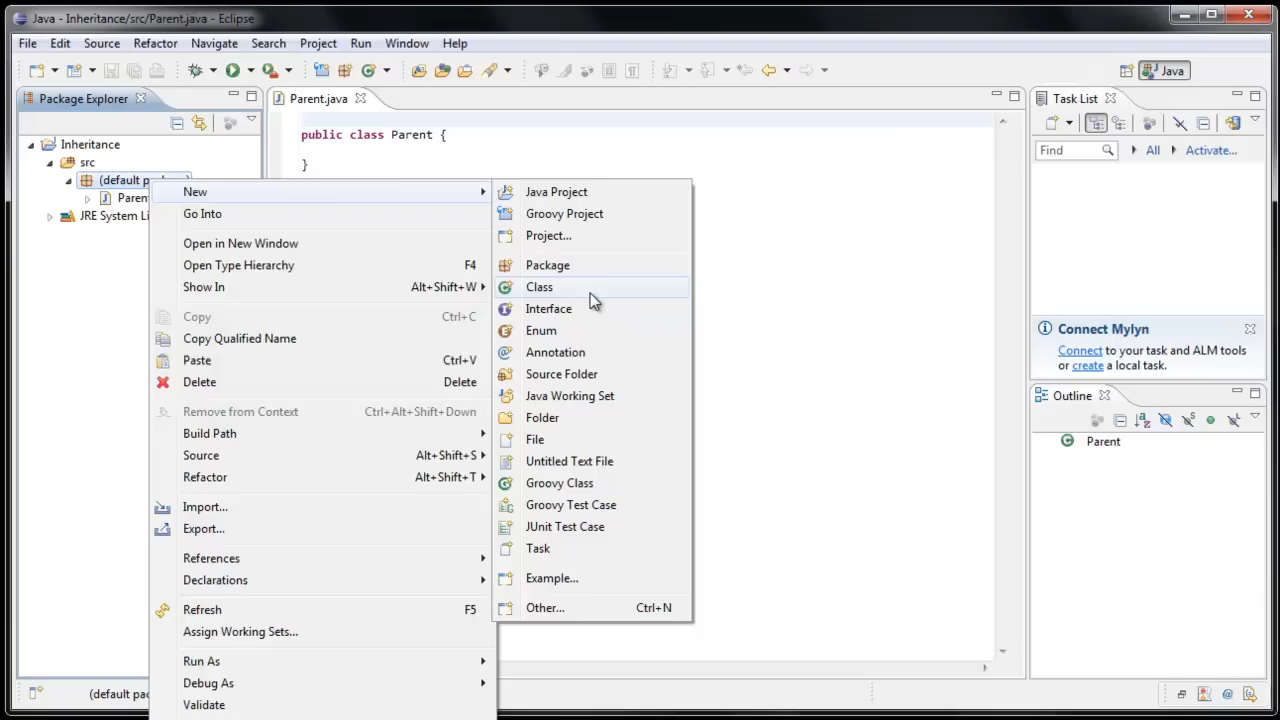 Java - Inheritance/src/Parent.java - Eclipse
File Edit Source Refactor Navigate Search Project Run Window Help
Java
Package Explorer
Inheritance
src
(default p
Paren
JRE System Li
Parent.java
public class Parent {
}
New
Go Into
Open in New Window
Open Type Hierarchy F4
Show In Alt+Shift+W
Copy Ctrl+C
Copy Qualified Name
Paste Ctrl+V
Delete Delete
Remove from Context Ctrl+Alt+Shift+Down
Build Path
Source Alt+Shift+S
Refactor Alt+Shift+T
Import...
Export...
References
Declarations
Refresh F5
Assign Working Sets...
Run As
Debug As
Validate
Java Project
Groovy Project
Project...
Package
Class
Interface
Enum
Annotation
Source Folder
Java Working Set
Folder
File
Untitled Text File
Groovy Class
Groovy Test Case
JUnit Test Case
Task
Example...
Other... Ctrl+N
Task List
Find All Activate...
Connect Mylyn
Connect to your task and ALM tools
or create a local task.
Outline
Parent
(default pac